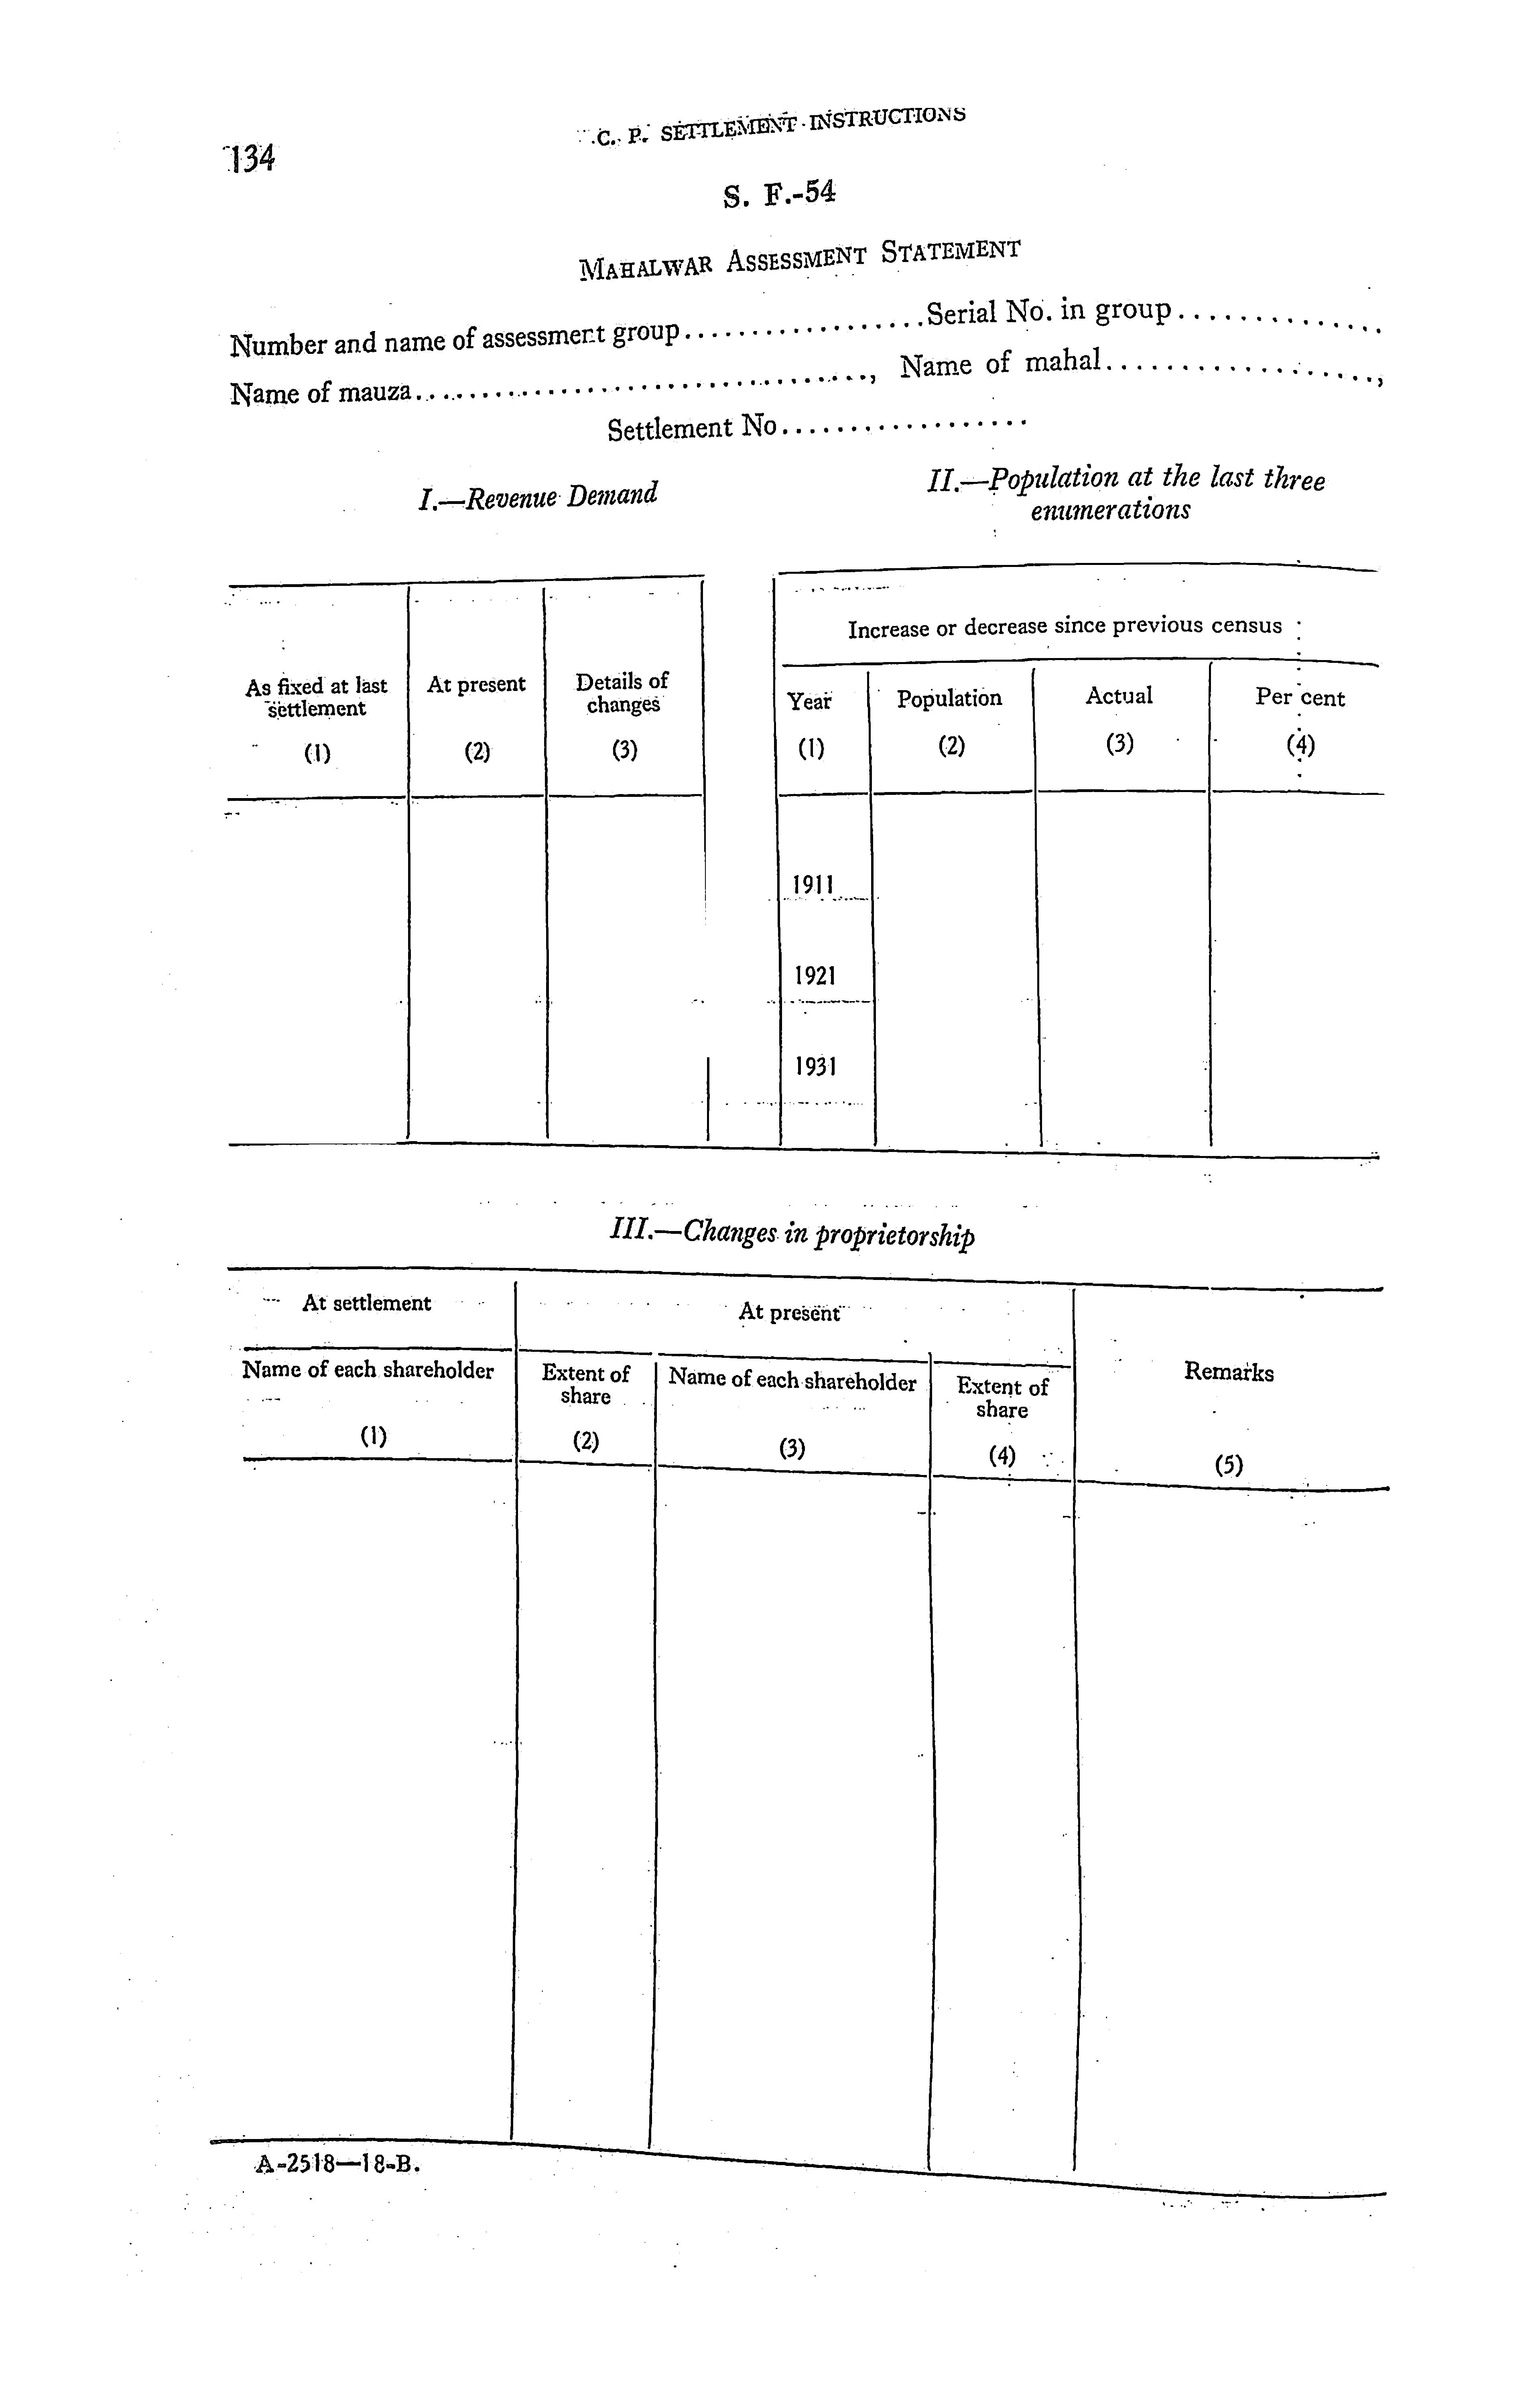 134
C. P. SETTLEMENT INSTRUCTIONS
S. F.-54
MAHALWAR ASSESSMENT STATEMENT
Number and name of assessment group..................Serial No. in group...............
Name of mauza.................................., Name of mahal....................,
Settlement No..................
I.—Revenue Demand
II.—Population at the last three
enumerations
Increase or decrease since previous census
As fixed at last
settlement
(1)
At present
(2)
Details of
changes
(3)
Year
(1)
Population
(2)
Actual
(3)
Per cent
(4)
1911
1921
1931
III.—Changes in proprietorship
At settlement
At present
Name of each shareholder
(1)
Extent of
share
(2)
Name of each shareholder
(3)
Extent of
share
(4)
Remarks
(5)
A-2518—18-B.